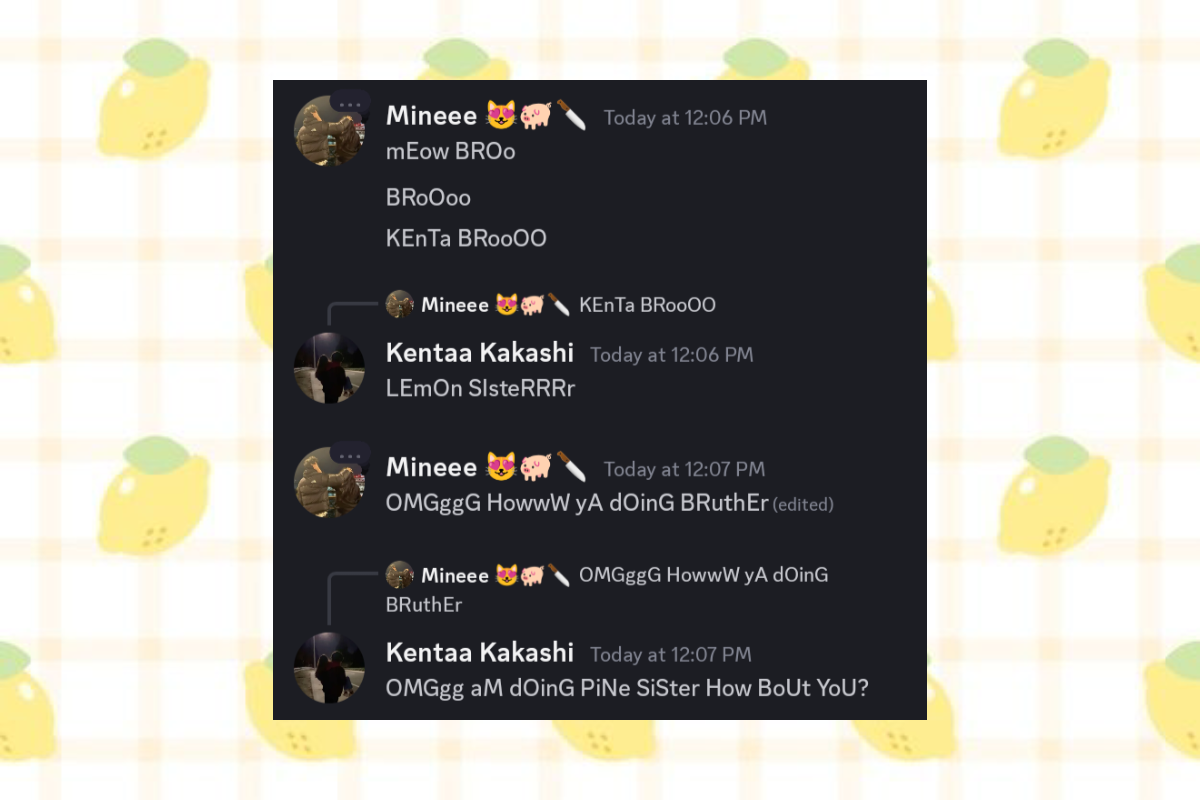 Mineee 😻🐖🔪 Today at 12:06 PM
mEow BROo
BRoOoo
KEnTa BRooOO
Mineee 😻🐖🔪 KEnTa BRooOO
Kentaa Kakashi Today at 12:06 PM
LEmOn SIsteRRRr
Mineee 😻🐖🔪 Today at 12:07 PM
OMGggG HowwW yA dOinG BRuthEr (edited)
Mineee 😻🐖🔪 OMGggG HowwW yA dOinG
BRuthEr
Kentaa Kakashi Today at 12:07 PM
OMGgg aM dOinG PiNe SiSter How BoUt YoU?